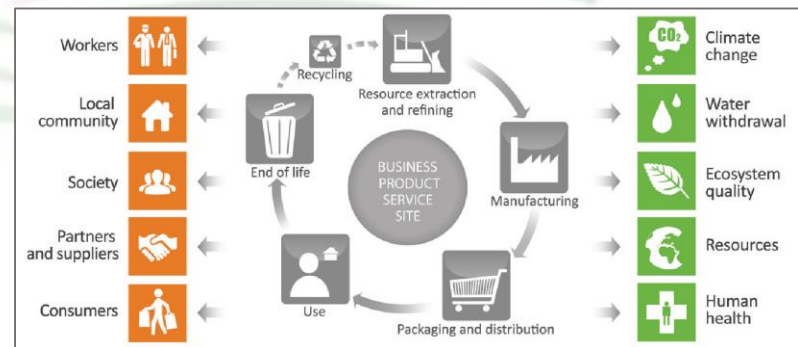 Workers
Local
community
Society
Partners
and suppliers
Consumers
Recycling
Resource extraction
and refining
Manufacturing
Packaging and distribution
Use
End of life
BUSINESS
PRODUCT
SERVICE
SITE
CO₂
Climate
change
Water
withdrawal
Ecosystem
quality
Resources
Human
health